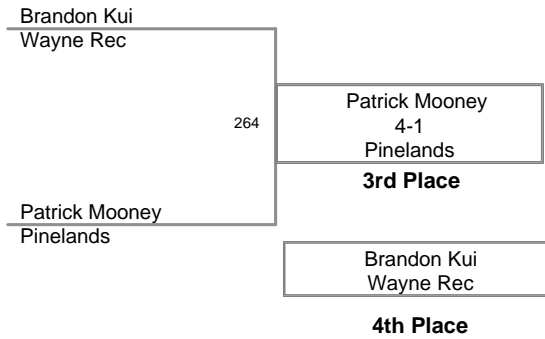 Brandon Kui
Wayne Rec
264
Patrick Mooney
4-1
Pinelands
3rd Place
Patrick Mooney
Pinelands
Brandon Kui
Wayne Rec
4th Place